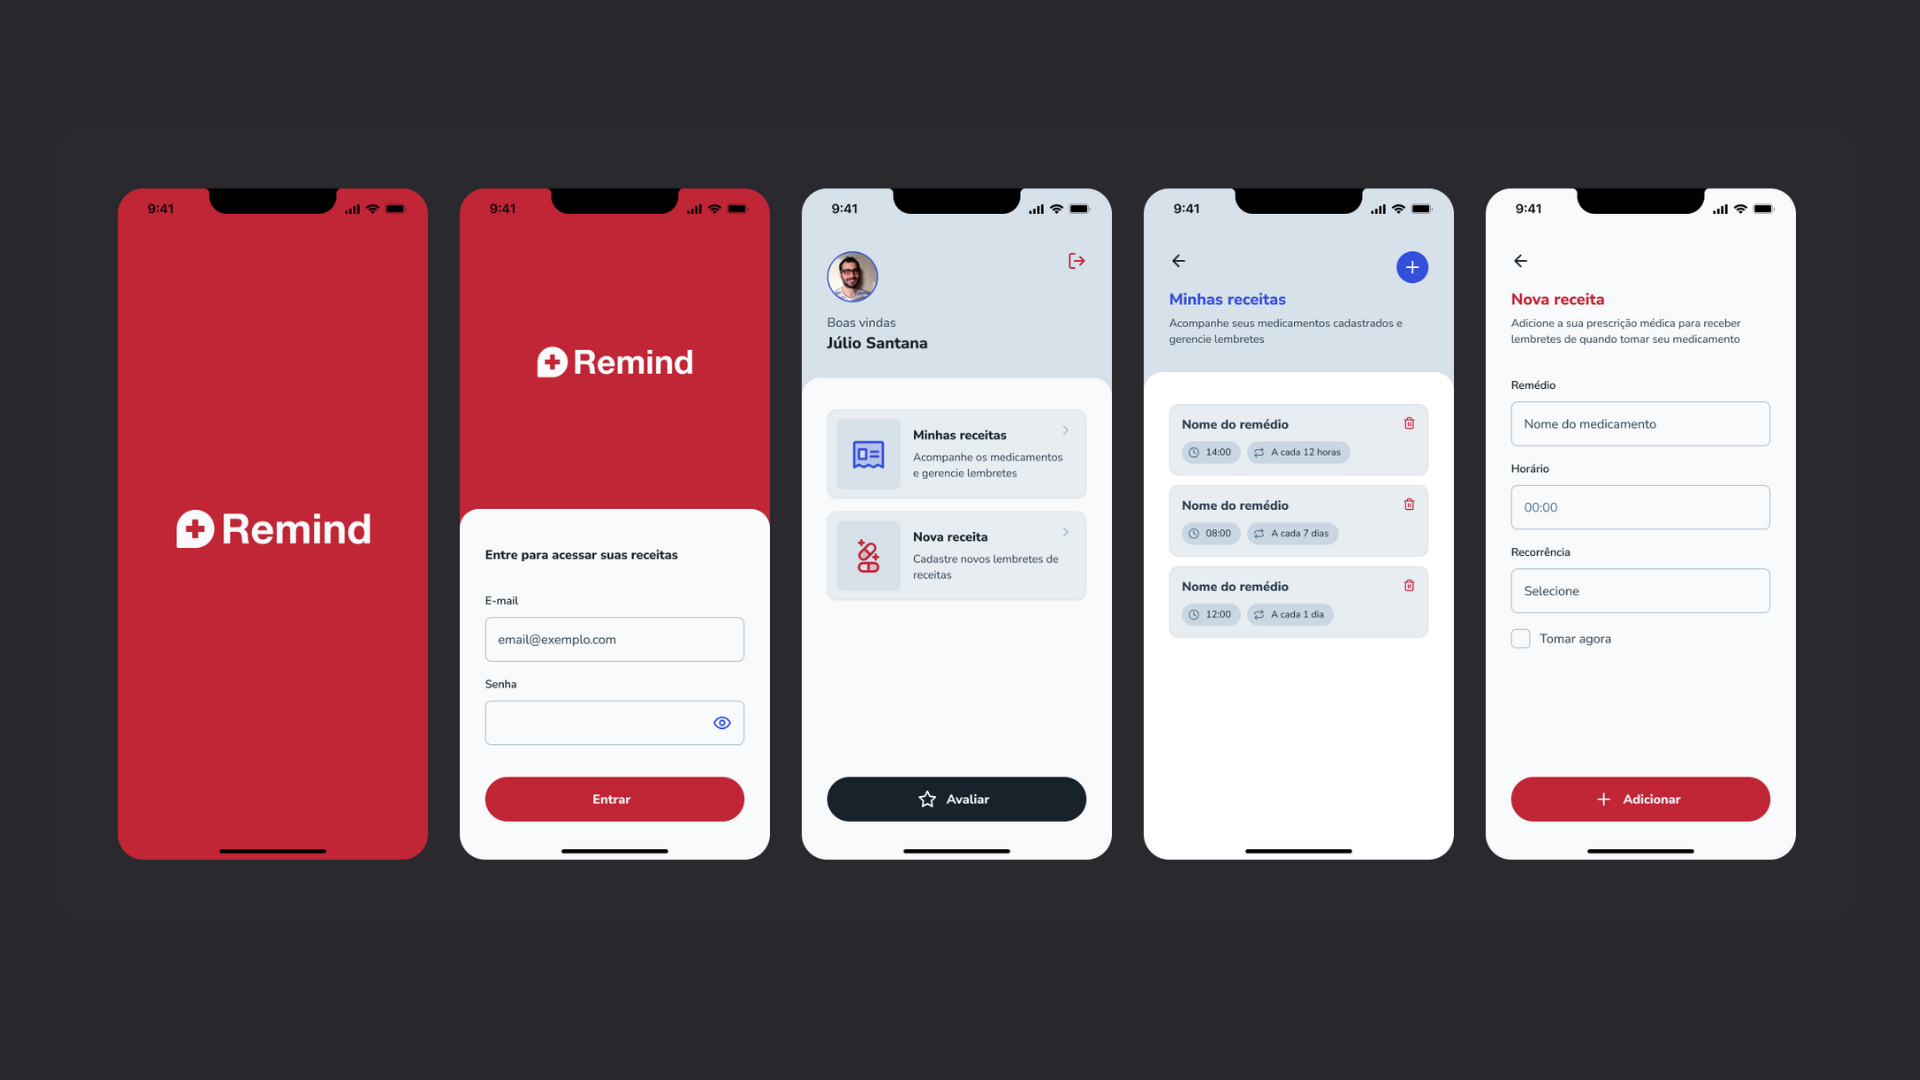 9:41
Remind
9:41
Remind
Entre para acessar suas receitas
E-mail
email@exemplo.com
Senha
Entrar
9:41
Boas vindas
Júlio Santana
Minhas receitas
Acompanhe os medicamentos
e gerencie lembretes
Nova receita
Cadastre novos lembretes de
receitas
Avaliar
9:41
Minhas receitas
Acompanhe seus medicamentos cadastrados e
gerencie lembretes
Nome do remédio
14:00 A cada 12 horas
Nome do remédio
08:00 A cada 7 dias
Nome do remédio
12:00 A cada 1 dia
9:41
Nova receita
Adicione a sua prescrição médica para receber
lembretes de quando tomar seu medicamento
Remédio
Nome do medicamento
Horário
00:00
Recorrência
Selecione
Tomar agora
Adicionar